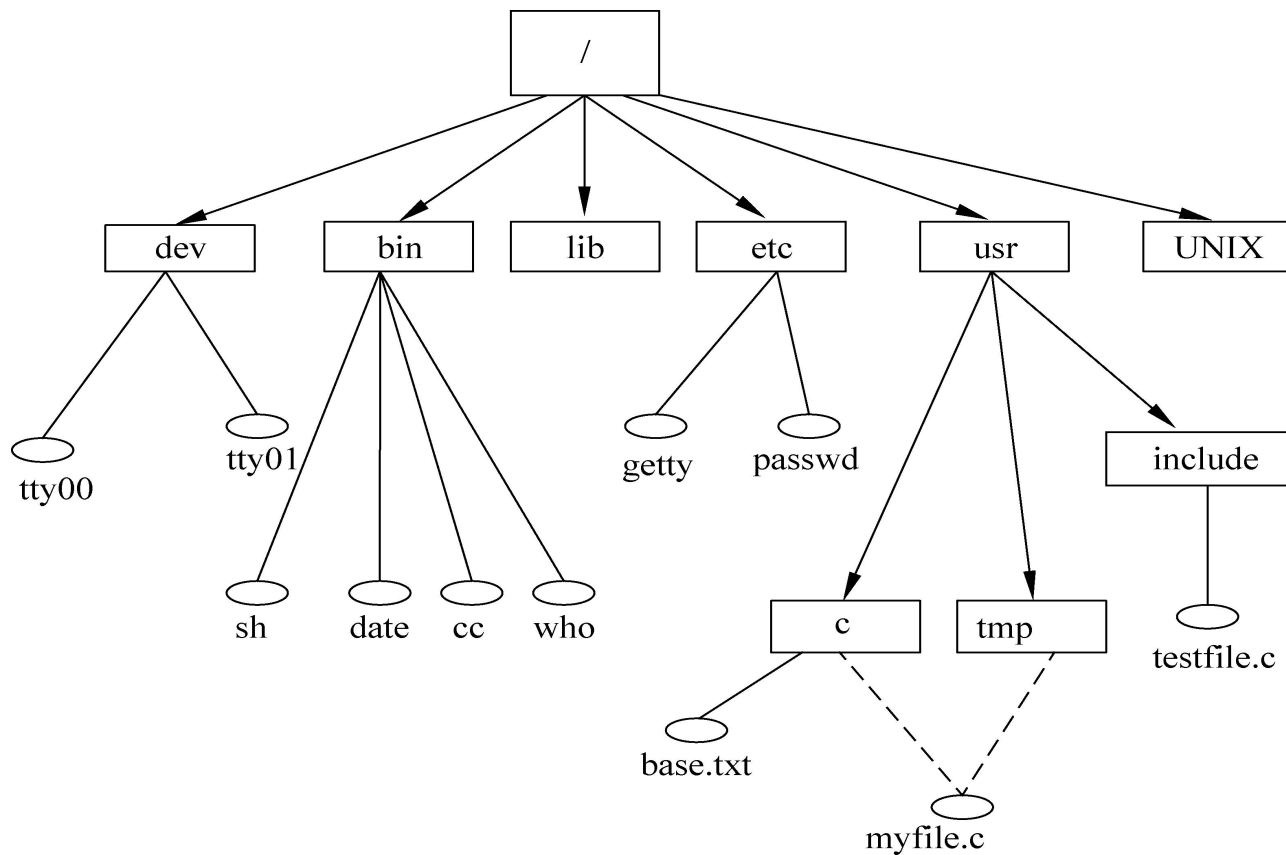 /
dev
bin
lib
etc
usr
UNIX
tty00
tty01
getty
passwd
include
sh
date
cc
who
c
tmp
testfile.c
base.txt
myfile.c